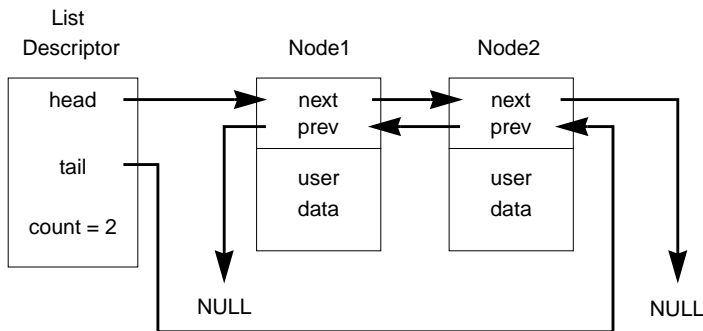 List
Descriptor
head
tail
count = 2
Node1
next
prev
user
data
Node2
next
prev
user
data
NULL
NULL